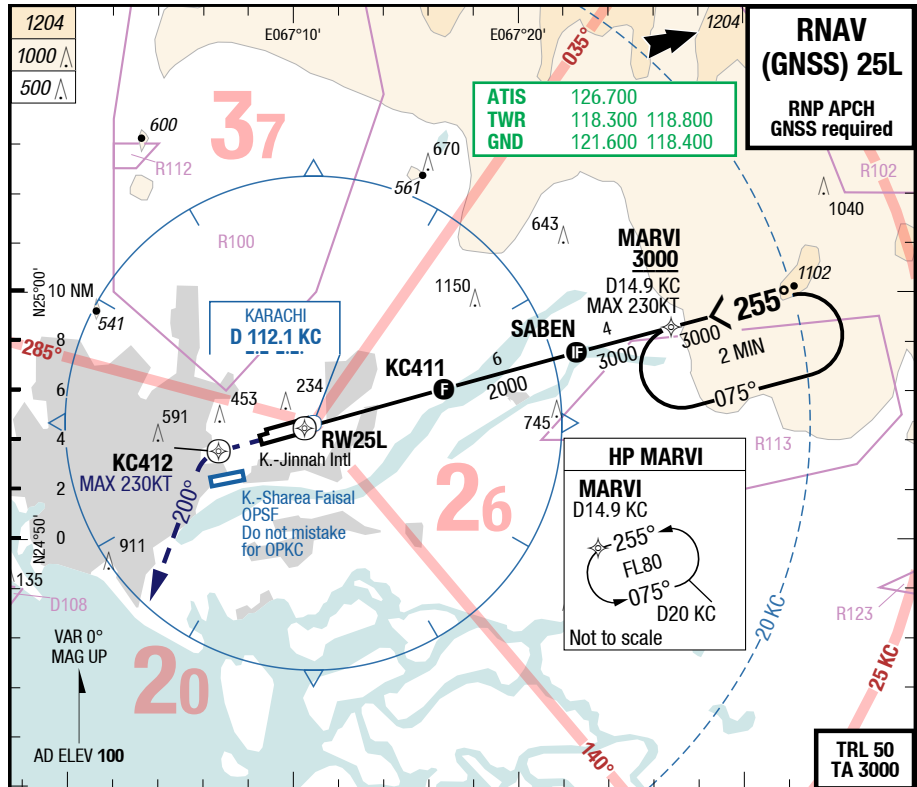 1204
1000
500
E067°10'
E067°20'
035°
1204
RNAV
(GNSS) 25L
RNP APCH
GNSS required
ATIS 126.700
TWR 118.300 118.800
GND 121.600 118.400
600
37
R112
670
561
R102
1040
R100
643
MARVI
3000
D14.9 KC
MAX 230KT
1102
N25°00'
10 NM
1150
541
KARACHI
D 112.1 KC
SABEN
4
3000
3000
255°
2 MIN
075°
8
285°
KC411
6
2000
F
IF
6
453
234
745
591
4
RW25L
K.-Jinnah Intl
R113
KC412
MAX 230KT
2
200°
K.-Sharea Faisal
OPSF
Do not mistake
for OPKC
26
HP MARVI
MARVI
D14.9 KC
255°
FL80
075°
D20 KC
Not to scale
N24°50'
0
911
135
D108
R123
20 KC
VAR 0°
MAG UP
20
25 KC
AD ELEV 100
140°
TRL 50
TA 3000